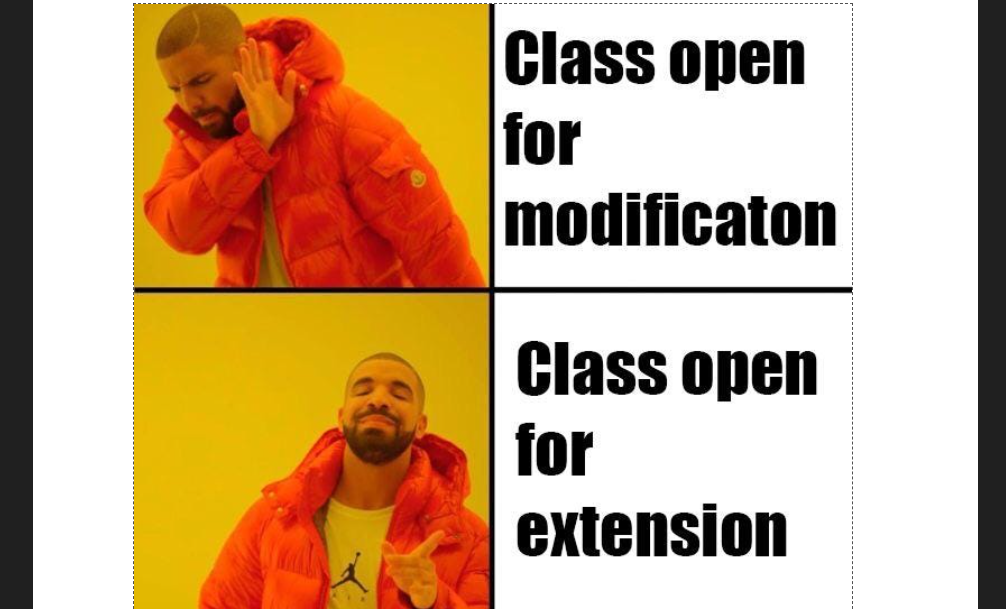 Class open
for
modificaton
Class open
for
extension